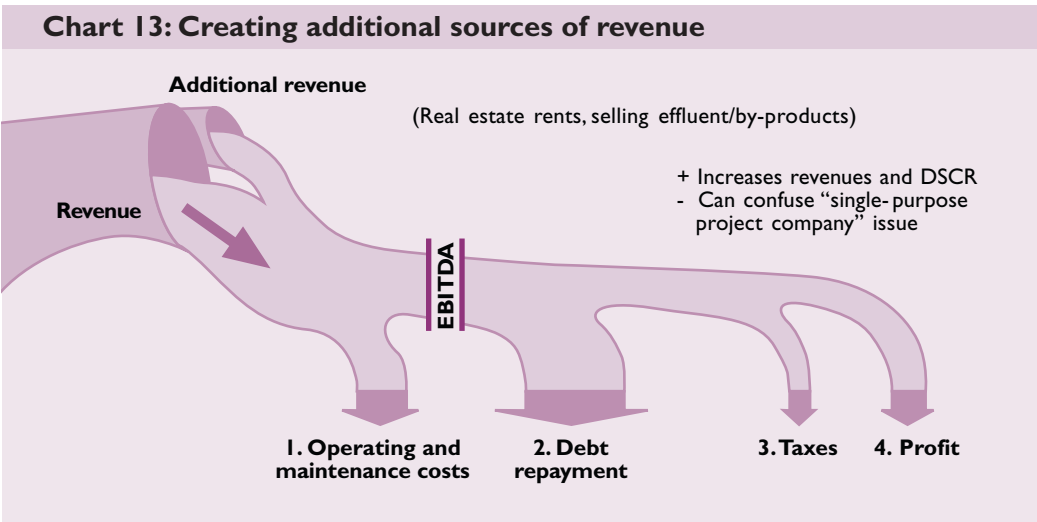 Chart 13: Creating additional sources of revenue
Additional revenue
(Real estate rents, selling effluent/by-products)
+ Increases revenues and DSCR
- Can confuse “single-purpose
project company” issue
Revenue
EBITDA
1. Operating and
maintenance costs
2. Debt
repayment
3. Taxes
4. Profit